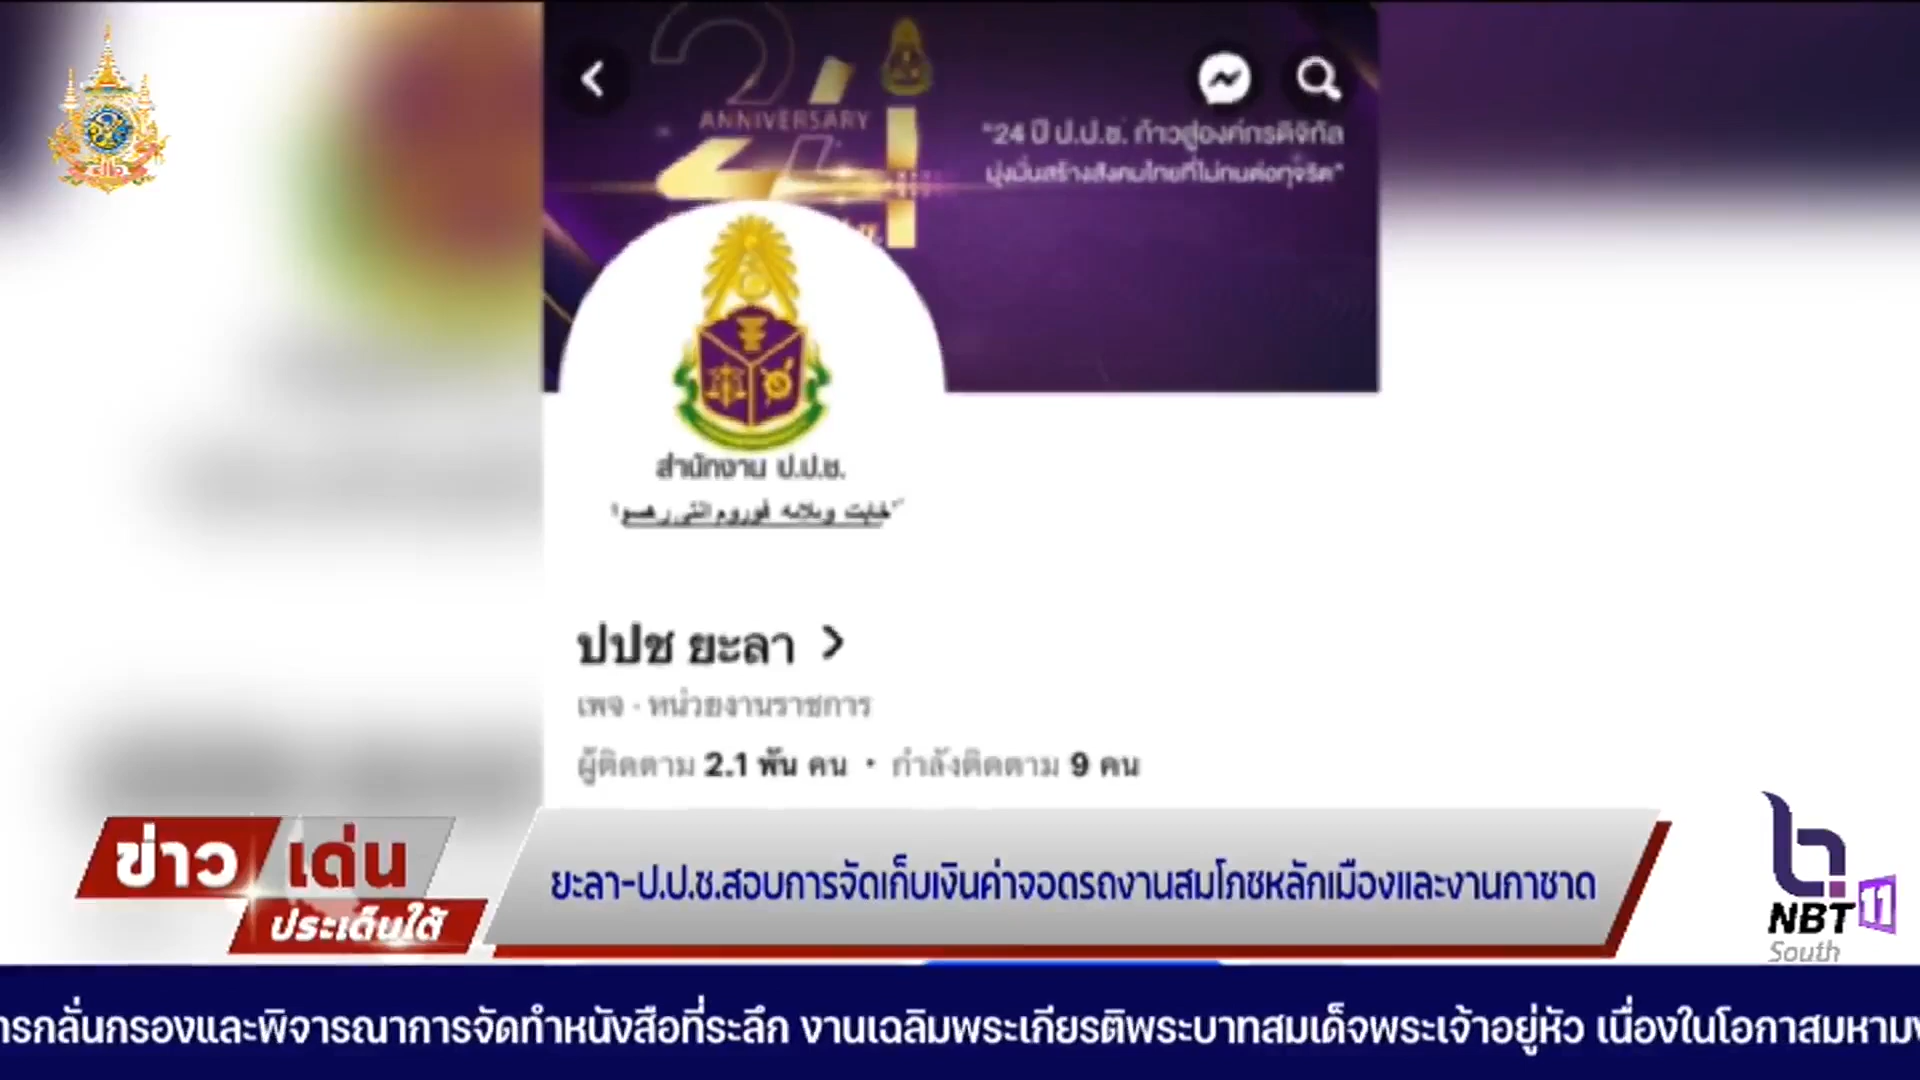 ANNIVERSARY
"24 ปี ป.ป.ช. ก้าวสู่องค์กรดิจิทัล
มุ่งมั่นสร้างสังคมไทยที่ไม่ทนต่อทุจริต"
สำนักงาน ป.ป.ช.
ปปช ยะลา
เพจ · หน่วยงานราชการ
ผู้ติดตาม 2.1 พัน คน · กำลังติดตาม 9 คน
ข่าวเด่น
ประเด็นใต้
ยะลา-ป.ป.ช.สอบการจัดเก็บเงินค่าจอดรถงานสมโภชหลักเมืองและงานกาชาด
NBT 11
South
ารกลั่นกรองและพิจารณาการจัดทำหนังสือที่ระลึก งานเฉลิมพระเกียรติพระบาทสมเด็จพระเจ้าอยู่หัว เนื่องในโอกาสมหามง